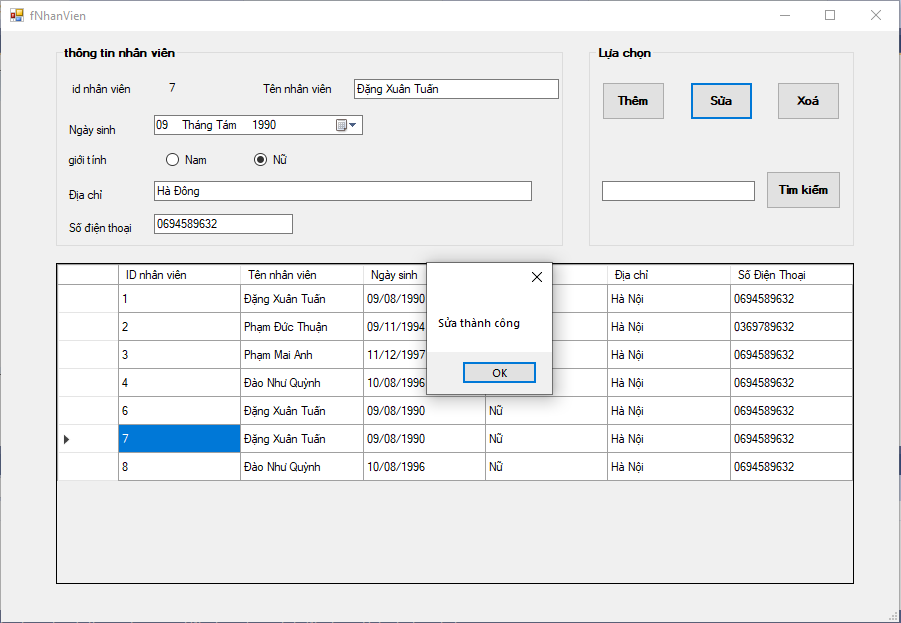 fNhanVien
thông tin nhân viên
Lựa chọn
id nhân viên 7 Tên nhân viên Đặng Xuân Tuấn
Thêm Sửa Xoá
Ngày sinh 09 Tháng Tám 1990
giới tính Nam Nữ
Địa chỉ Hà Đông
Tìm kiếm
Số điện thoại 0694589632
ID nhân viên Tên nhân viên Ngày sinh Địa chỉ Số Điện Thoại
1 Đặng Xuân Tuấn 09/08/1990 Hà Nội 0694589632
2 Phạm Đức Thuận 09/11/1994 Hà Nội 0369789632
3 Phạm Mai Anh 11/12/1997 Hà Nội 0694589632
4 Đào Như Quỳnh 10/08/1996 Hà Nội 0694589632
6 Đặng Xuân Tuấn 09/08/1990 Nữ Hà Nội 0694589632
7 Đặng Xuân Tuấn 09/08/1990 Nữ Hà Nội 0694589632
8 Đào Như Quỳnh 10/08/1996 Nữ Hà Nội 0694589632
Sửa thành công
OK